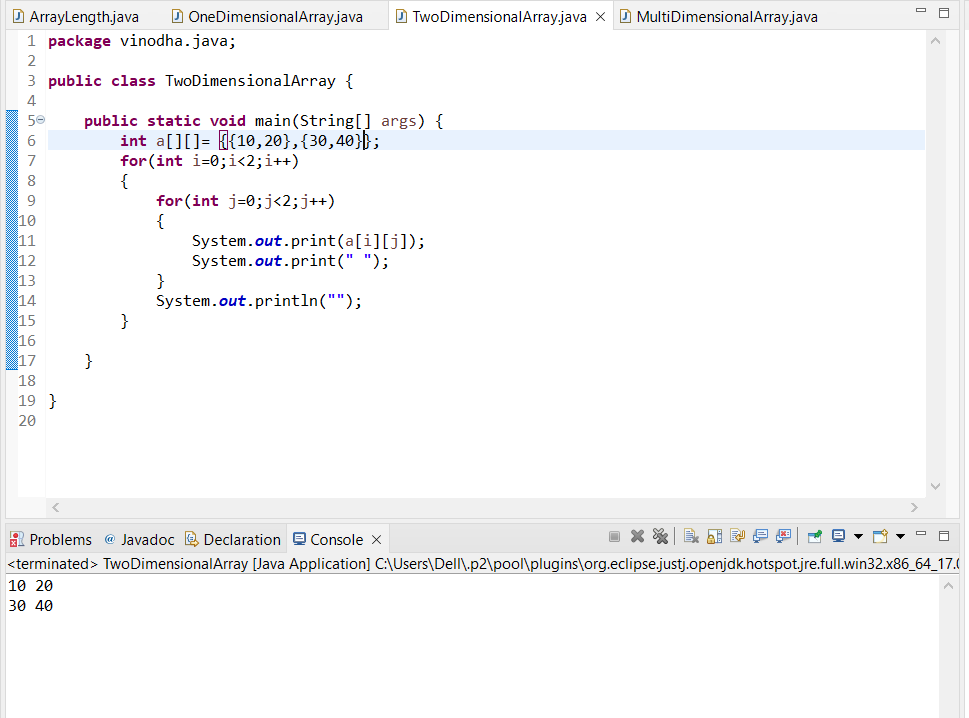 ArrayLength.java OneDimensionalArray.java TwoDimensionalArray.java MultiDimensionalArray.java
1 package vinodha.java;
2
3 public class TwoDimensionalArray {
4
5 public static void main(String[] args) {
6 int a[][]= {{10,20},{30,40}};
7 for(int i=0;i<2;i++)
8 {
9 for(int j=0;j<2;j++)
10 {
11 System.out.print(a[i][j]);
12 System.out.print(" ");
13 }
14 System.out.println("");
15 }
16
17 }
18
19 }
20
Problems Javadoc Declaration Console
<terminated> TwoDimensionalArray [Java Application] C:\Users\Dell\.p2\pool\plugins\org.eclipse.justj.openjdk.hotspot.jre.full.win32.x86_64_17.0
10 20
30 40